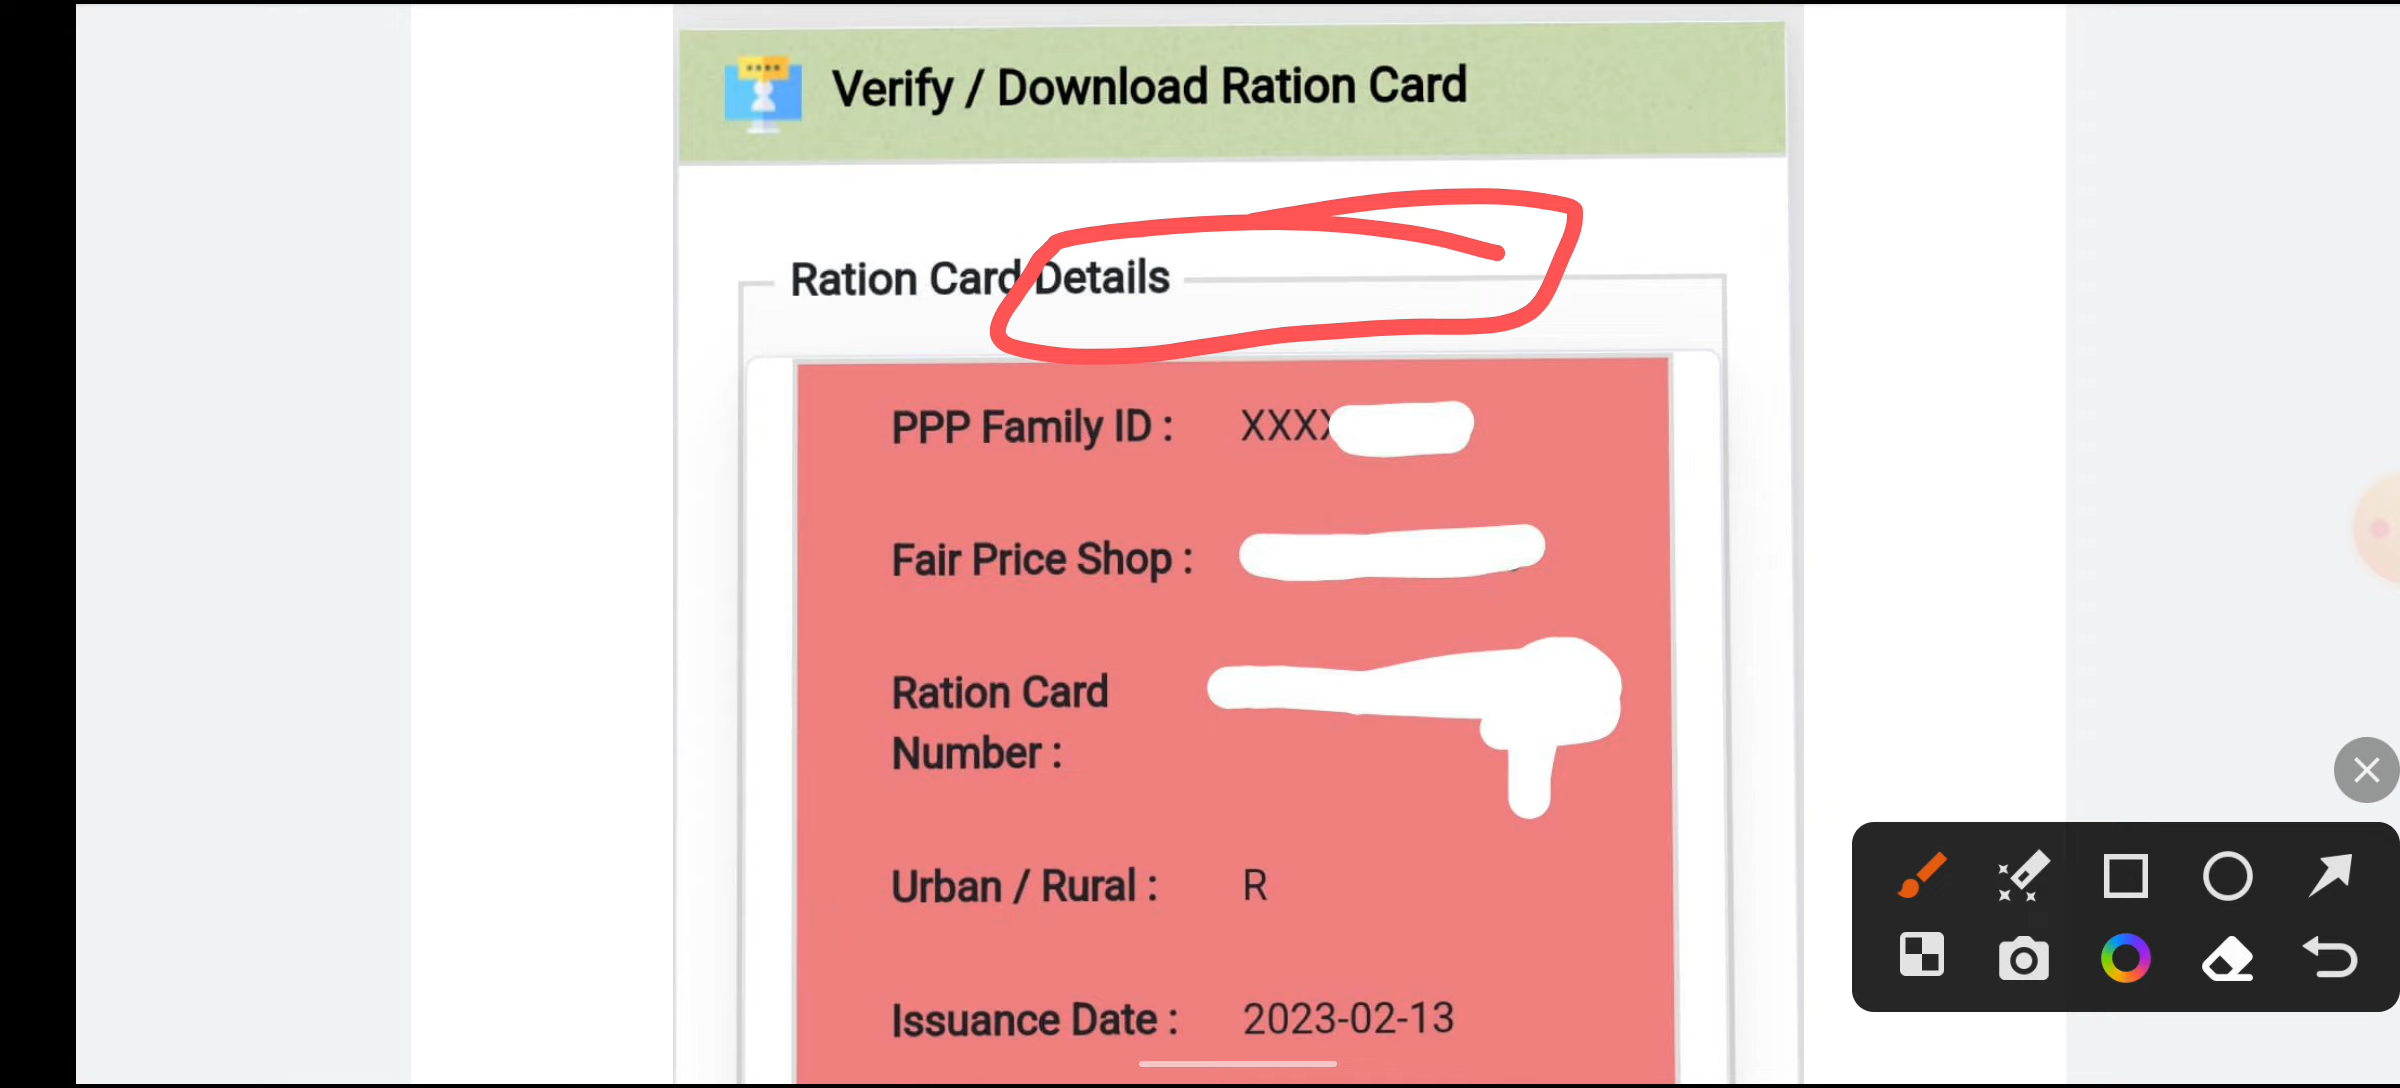 Verify / Download Ration Card
Ration Card Details
PPP Family ID : XXXX
Fair Price Shop :
Ration Card
Number :
Urban / Rural : R
Issuance Date : 2023-02-13